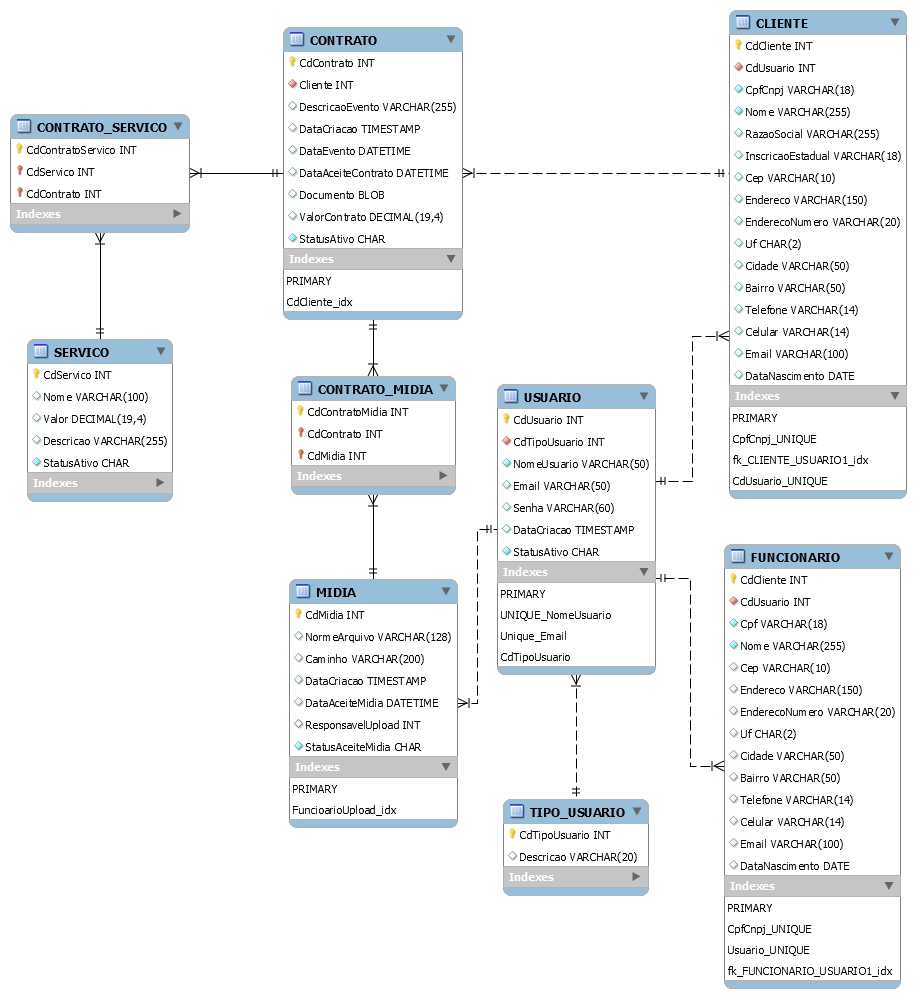 CONTRATO
CdContrato INT
Cliente INT
DescricaoEvento VARCHAR(255)
DataCriacao TIMESTAMP
DataEvento DATETIME
DataAceiteContrato DATETIME
Documento BLOB
ValorContrato DECIMAL(19,4)
StatusAtivo CHAR
Indexes
PRIMARY
CdCliente_idx
CLIENTE
CdCliente INT
CdUsuario INT
CpfCnpj VARCHAR(18)
Nome VARCHAR(255)
RazaoSocial VARCHAR(255)
InscricaoEstadual VARCHAR(18)
Cep VARCHAR(10)
Endereco VARCHAR(150)
EnderecoNumero VARCHAR(20)
Uf CHAR(2)
Cidade VARCHAR(50)
Bairro VARCHAR(50)
Telefone VARCHAR(14)
Celular VARCHAR(14)
Email VARCHAR(100)
DataNascimento DATE
Indexes
PRIMARY
CpfCnpj_UNIQUE
fk_CLIENTE_USUARIO1_idx
CdUsuario_UNIQUE
CONTRATO_SERVICO
CdContratoServico INT
CdServico INT
CdContrato INT
Indexes
SERVICO
CdServico INT
Nome VARCHAR(100)
Valor DECIMAL(19,4)
Descricao VARCHAR(255)
StatusAtivo CHAR
Indexes
CONTRATO_MIDIA
CdContratoMidia INT
CdContrato INT
CdMidia INT
Indexes
USUARIO
CdUsuario INT
CdTipoUsuario INT
NomeUsuario VARCHAR(50)
Email VARCHAR(50)
Senha VARCHAR(60)
DataCriacao TIMESTAMP
StatusAtivo CHAR
Indexes
PRIMARY
UNIQUE_NomeUsuario
Unique_Email
CdTipoUsuario
MIDIA
CdMidia INT
NormeArquivo VARCHAR(128)
Caminho VARCHAR(200)
DataCriacao TIMESTAMP
DataAceiteMidia DATETIME
ResponsavelUpload INT
StatusAceiteMidia CHAR
Indexes
PRIMARY
FuncioarioUpload_idx
FUNCIONARIO
CdCliente INT
CdUsuario INT
Cpf VARCHAR(18)
Nome VARCHAR(255)
Cep VARCHAR(10)
Endereco VARCHAR(150)
EnderecoNumero VARCHAR(20)
Uf CHAR(2)
Cidade VARCHAR(50)
Bairro VARCHAR(50)
Telefone VARCHAR(14)
Celular VARCHAR(14)
Email VARCHAR(100)
DataNascimento DATE
Indexes
PRIMARY
CpfCnpj_UNIQUE
Usuario_UNIQUE
fk_FUNCIONARIO_USUARIO1_idx
TIPO_USUARIO
CdTipoUsuario INT
Descricao VARCHAR(20)
Indexes